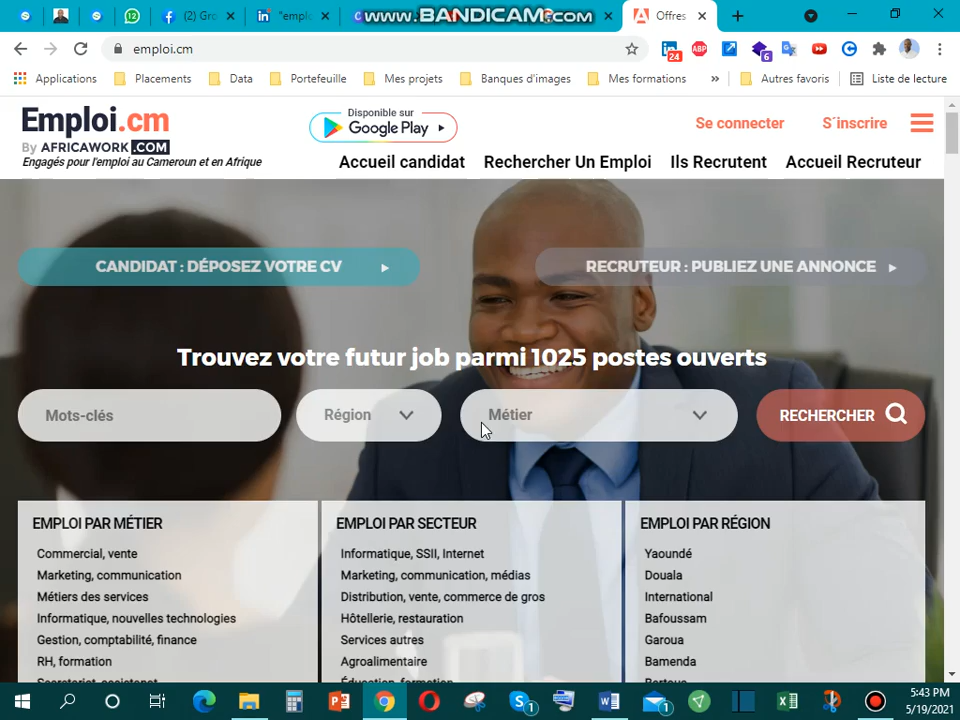 (2) Gro
"emplo
WWW.BANDICAM.COM
Offres
emploi.cm
24
ABP
6
Applications
Placements
Data
Portefeuille
Mes projets
Banques d'images
Mes formations
»
Autres favoris
Liste de lecture
Emploi.cm
By AFRICAWORK.COM
Engagés pour l'emploi au Cameroun et en Afrique
Disponible sur
Google Play
Se connecter
S´inscrire
Accueil candidat
Rechercher Un Emploi
Ils Recrutent
Accueil Recruteur
CANDIDAT : DÉPOSEZ VOTRE CV
RECRUTEUR : PUBLIEZ UNE ANNONCE
Trouvez votre futur job parmi 1025 postes ouverts
Mots-clés
Région
Métier
RECHERCHER
EMPLOI PAR MÉTIER
Commercial, vente
Marketing, communication
Métiers des services
Informatique, nouvelles technologies
Gestion, comptabilité, finance
RH, formation
EMPLOI PAR SECTEUR
Informatique, SSII, Internet
Marketing, communication, médias
Distribution, vente, commerce de gros
Hôtellerie, restauration
Services autres
Agroalimentaire
EMPLOI PAR RÉGION
Yaoundé
Douala
International
Bafoussam
Garoua
Bamenda
1
1
5:43 PM
5/19/2021